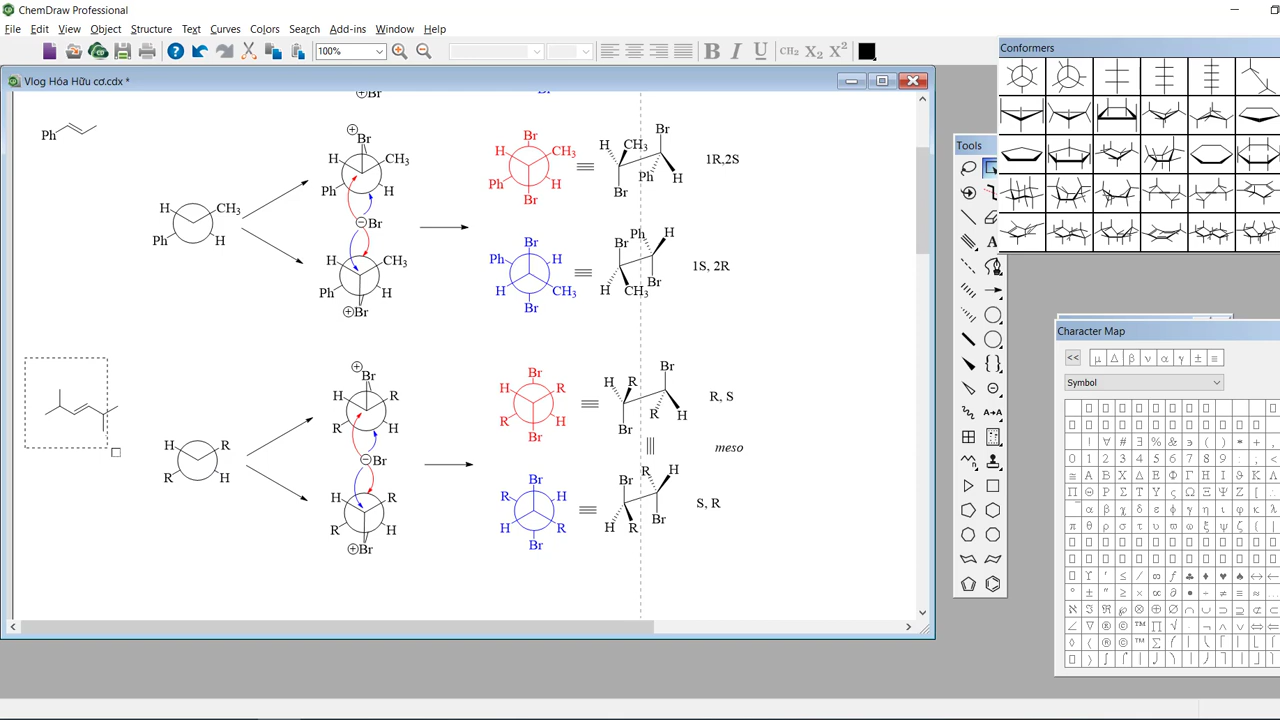 ChemDraw Professional
File Edit View Object Structure Text Curves Colors Search Add-ins Window Help
100% B I U CH2 X2 X2
Vlog Hóa Hữu cơ.cdx *
Conformers
Tools
A
A→A
Character Map
<< μ Δ β ν α γ ± ≡
Symbol
⊕Br
Br
Ph
⊕
Br
H CH3
Ph H
H CH3
Ph H
⊖Br
H CH3
Ph H
⊕Br
Br
H CH3
Ph H
Br
Br
Ph H
H CH3
Br
H CH3 Br
Ph H
Br
1R,2S
Ph H
Br
Br
H CH3
1S, 2R
H R
R H
⊕
Br
H R
R H
⊖Br
H R
R H
⊕Br
Br
H R
R H
Br
Br
R H
H R
Br
Br
H R
R H
Br
R, S
meso
R H
Br
Br
H R
S, R